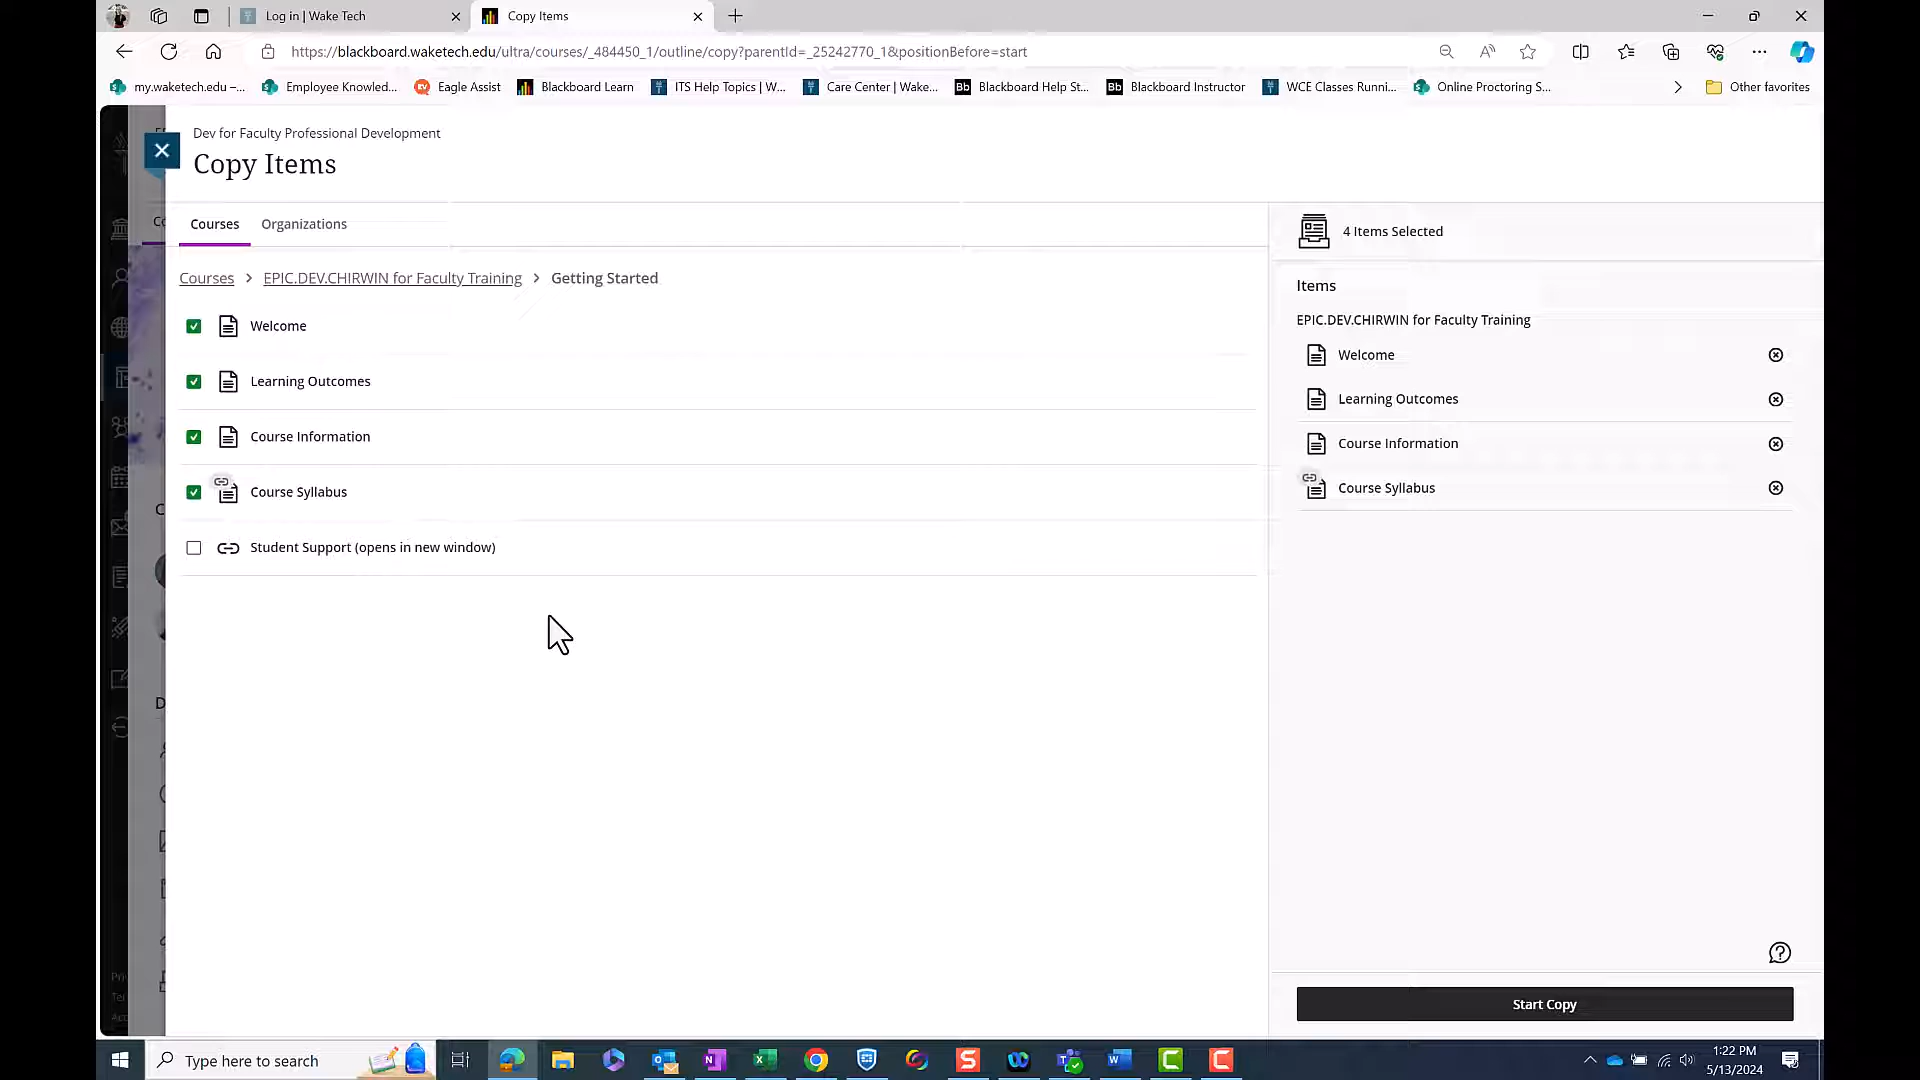 Log in | Wake Tech
Copy Items
https://blackboard.waketech.edu/ultra/courses/_484450_1/outline/copy?parentId=_25242770_1&positionBefore=start
my.waketech.edu –...
Employee Knowled...
Eagle Assist
Blackboard Learn
ITS Help Topics | W...
Care Center | Wake...
Bb Blackboard Help St...
Bb Blackboard Instructor
WCE Classes Runni...
Online Proctoring S...
Other favorites
Dev for Faculty Professional Development
Copy Items
Courses
Organizations
Courses > EPIC.DEV.CHIRWIN for Faculty Training > Getting Started
Welcome
Learning Outcomes
Course Information
Course Syllabus
Student Support (opens in new window)
4 Items Selected
Items
EPIC.DEV.CHIRWIN for Faculty Training
Welcome
Learning Outcomes
Course Information
Course Syllabus
Start Copy
Type here to search
1:22 PM
5/13/2024